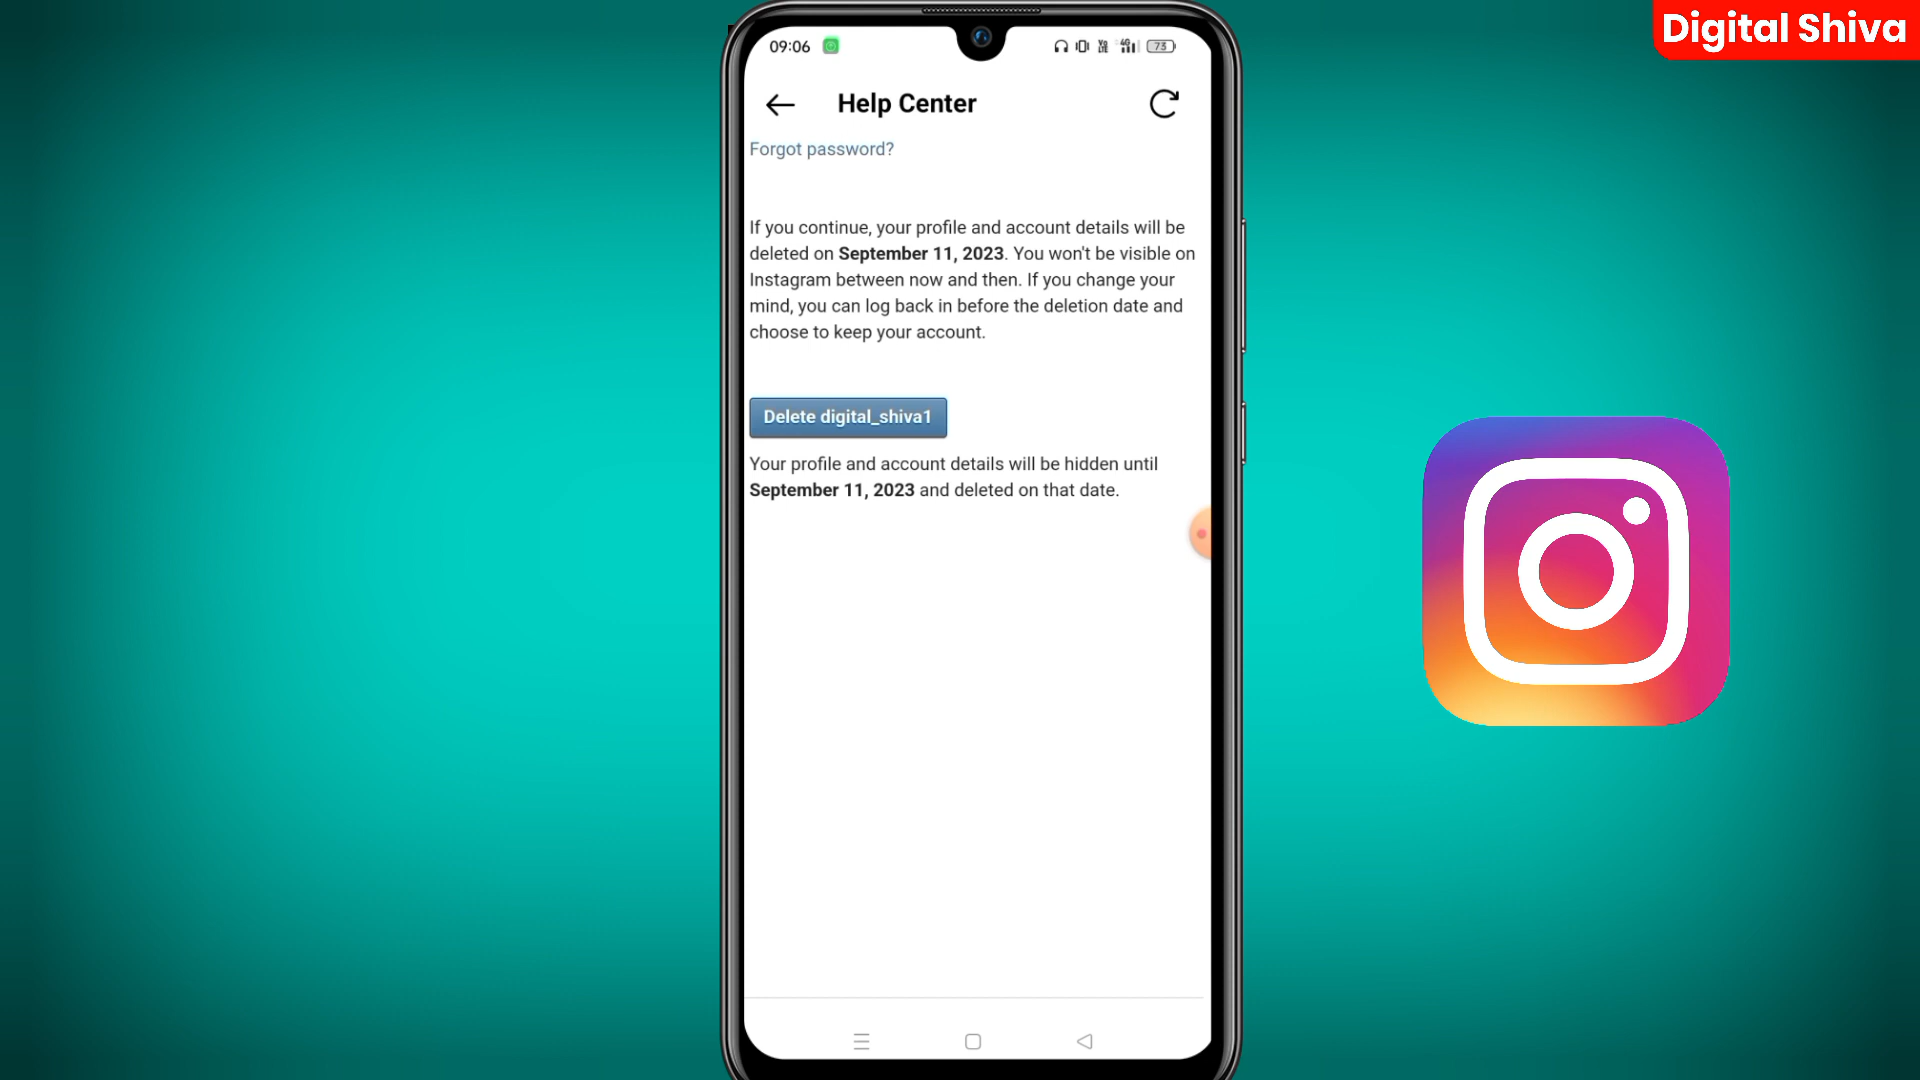 Digital Shiva
09:06
4G
73
Help Center
Forgot password?
If you continue, your profile and account details will be
deleted on September 11, 2023. You won't be visible on
Instagram between now and then. If you change your
mind, you can log back in before the deletion date and
choose to keep your account.
Delete digital_shiva1
Your profile and account details will be hidden until
September 11, 2023 and deleted on that date.